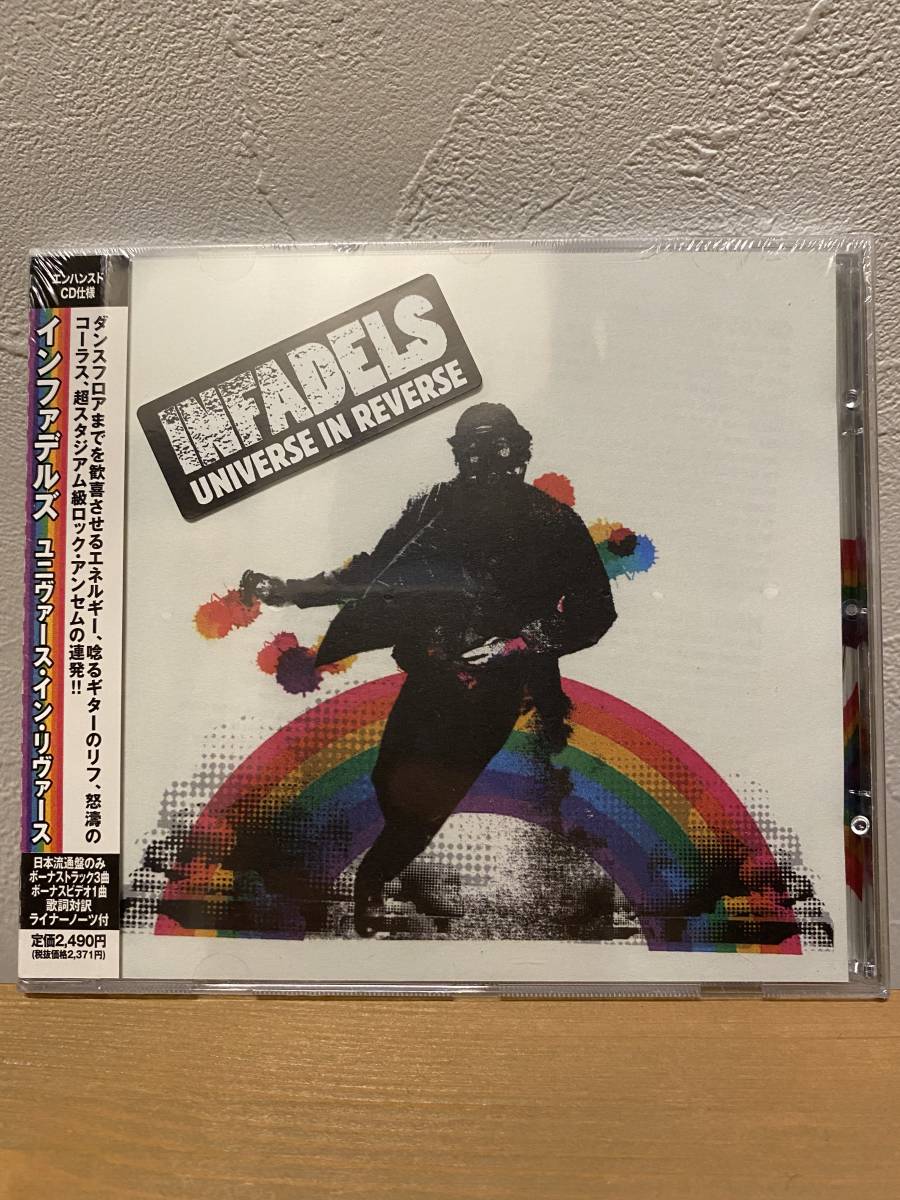 エンハンスド
CD仕様
ダンスフロアまでを歓喜させるエネルギー、唸るギターのリフ、怒濤の
コーラス、超スタジアム級ロック・アンセムの連発!!
インファデルズ ユニヴァース・イン・リヴァース
日本流通盤のみ
ボーナストラック3曲
ボーナスビデオ1曲
歌詞対訳
ライナーノーツ付
定価2,490円
(税抜価格2,371円)
INFADELS
UNIVERSE IN REVERSE